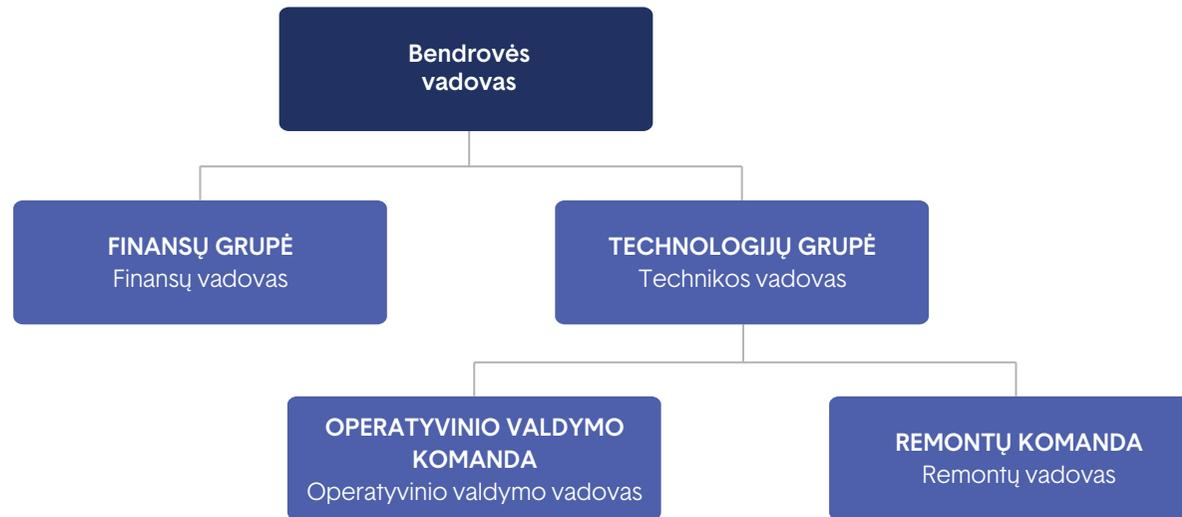 Bendrovės
vadovas
FINANSŲ GRUPĖ
Finansų vadovas
TECHNOLOGIJŲ GRUPĖ
Technikos vadovas
OPERATYVINIO VALDYMO
KOMANDA
Operatyvinio valdymo vadovas
REMONTŲ KOMANDA
Remontų vadovas